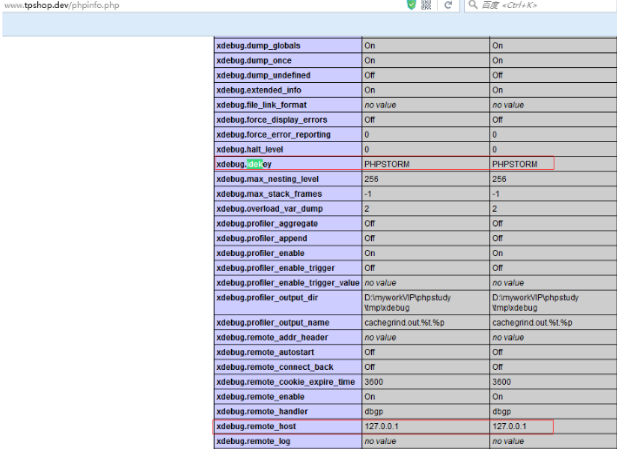 www.tpshop.dev/phpinfo.php 百度 <Ctrl+K>
xdebug.dump_globals On On
xdebug.dump_once On On
xdebug.dump_undefined Off Off
xdebug.extended_info On On
xdebug.file_link_format no value no value
xdebug.force_display_errors Off Off
xdebug.force_error_reporting 0 0
xdebug.halt_level 0 0
xdebug.idekey PHPSTORM PHPSTORM
xdebug.max_nesting_level 256 256
xdebug.max_stack_frames -1 -1
xdebug.overload_var_dump 2 2
xdebug.profiler_aggregate Off Off
xdebug.profiler_append Off Off
xdebug.profiler_enable On On
xdebug.profiler_enable_trigger Off Off
xdebug.profiler_enable_trigger_value no value no value
xdebug.profiler_output_dir D:\myworkVIP\phpstudy D:\myworkVIP\phpstudy
\tmp\xdebug \tmp\xdebug
xdebug.profiler_output_name cachegrind.out.%t.%p cachegrind.out.%t.%p
xdebug.remote_addr_header no value no value
xdebug.remote_autostart Off Off
xdebug.remote_connect_back Off Off
xdebug.remote_cookie_expire_time 3600 3600
xdebug.remote_enable On On
xdebug.remote_handler dbgp dbgp
xdebug.remote_host 127.0.0.1 127.0.0.1
xdebug.remote_log no value no value